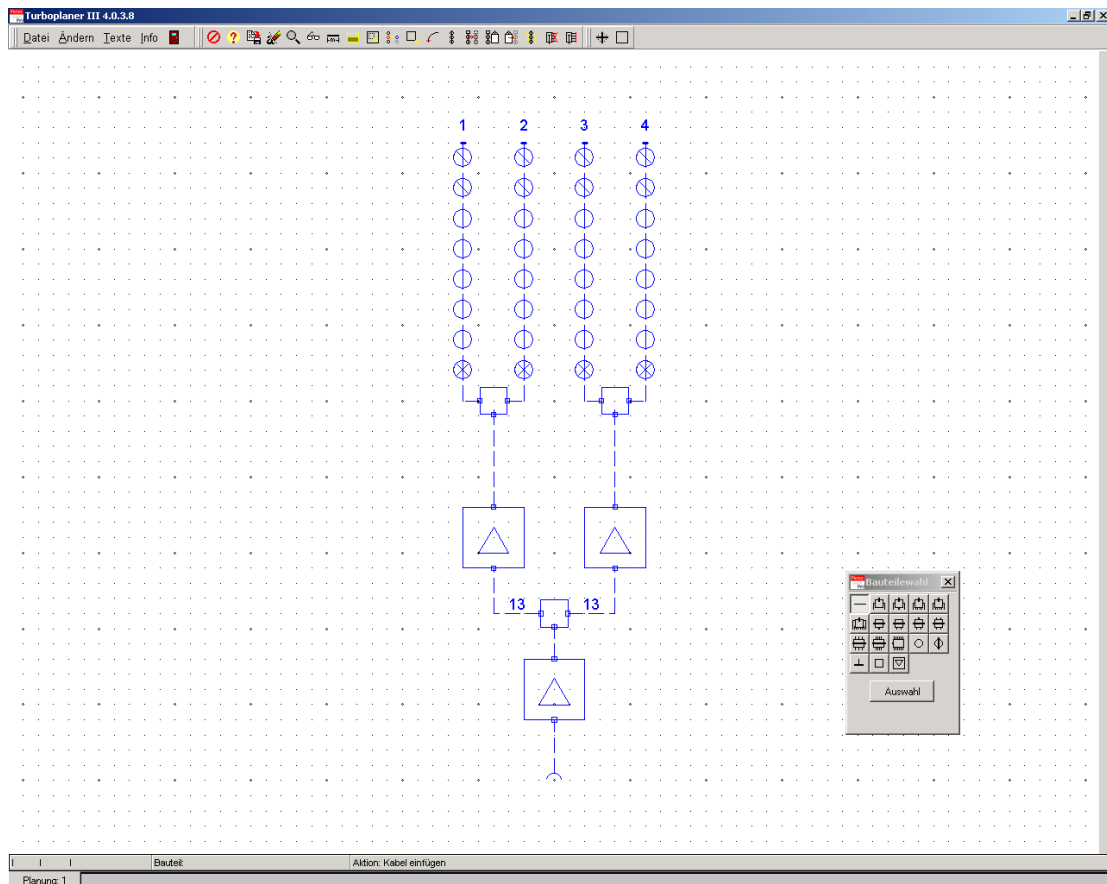 Turboplaner III 4.0.3.8
Datei Ändern Texte Info
1 2 3 4
13 13
Bauteilewahl
Auswahl
Bauteil: Aktion: Kabel einfügen
Planung: 1